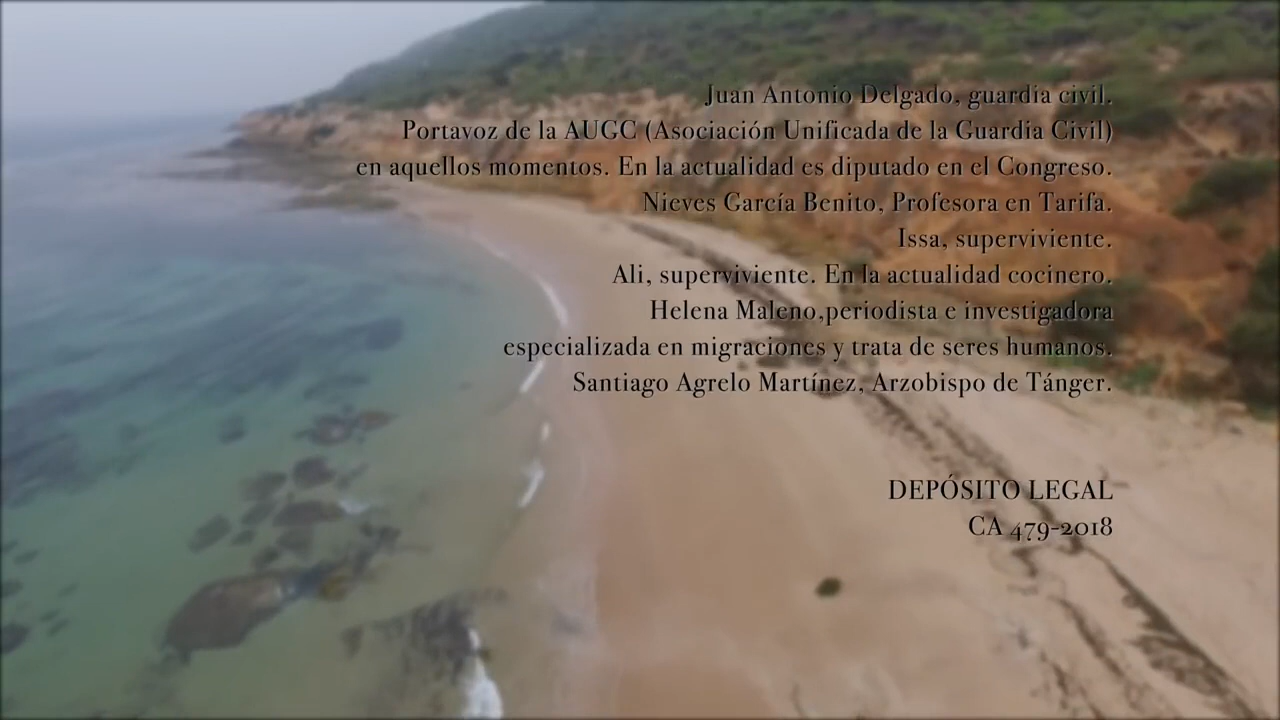 Juan Antonio Delgado, guardia civil.
Portavoz de la AUGC (Asociación Unificada de la Guardia Civil)
en aquellos momentos. En la actualidad es diputado en el Congreso.
Nieves García Benito, Profesora en Tarifa.
Issa, superviviente.
Ali, superviviente. En la actualidad cocinero.
Helena Maleno,periodista e investigadora
especializada en migraciones y trata de seres humanos.
Santiago Agrelo Martínez, Arzobispo de Tánger.
DEPÓSITO LEGAL
CA 479-2018